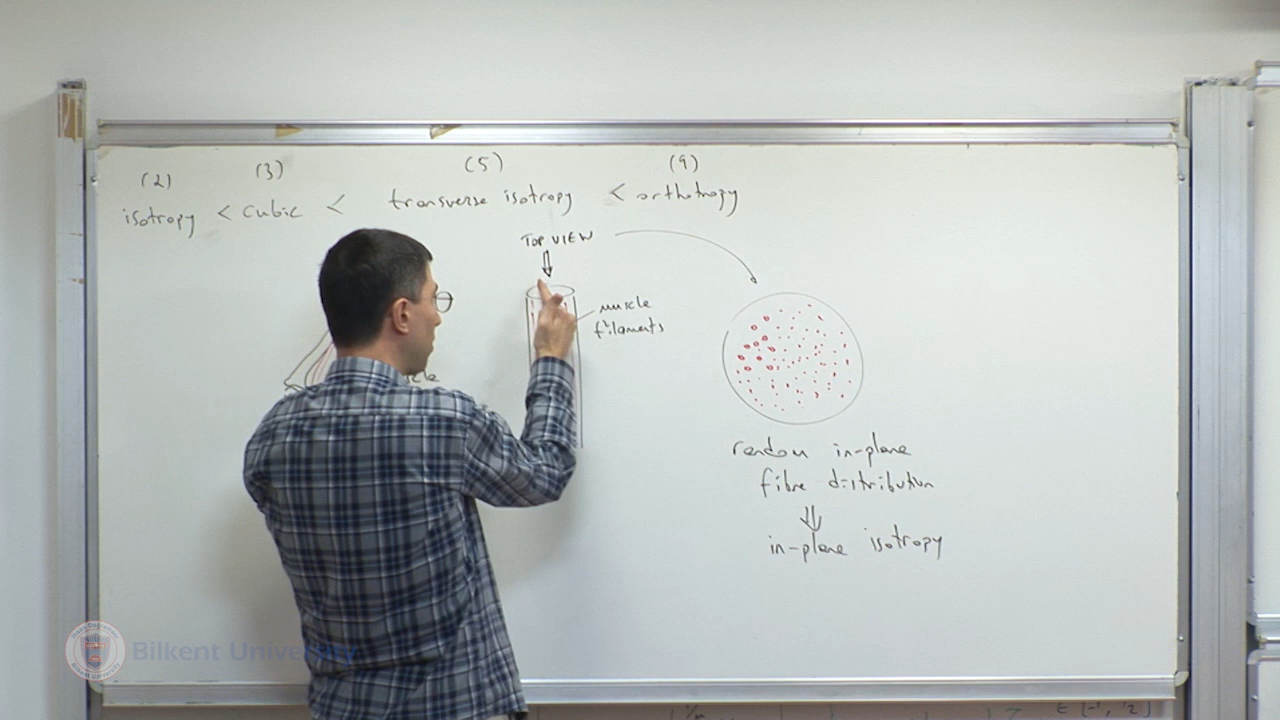 (2) (3) (5) (9)
isotropy < cubic < transverse isotropy < orthotropy
TOP VIEW
muscle
filaments
random in-plane
fibre distribution
⇓
in-plane isotropy
Bilkent University